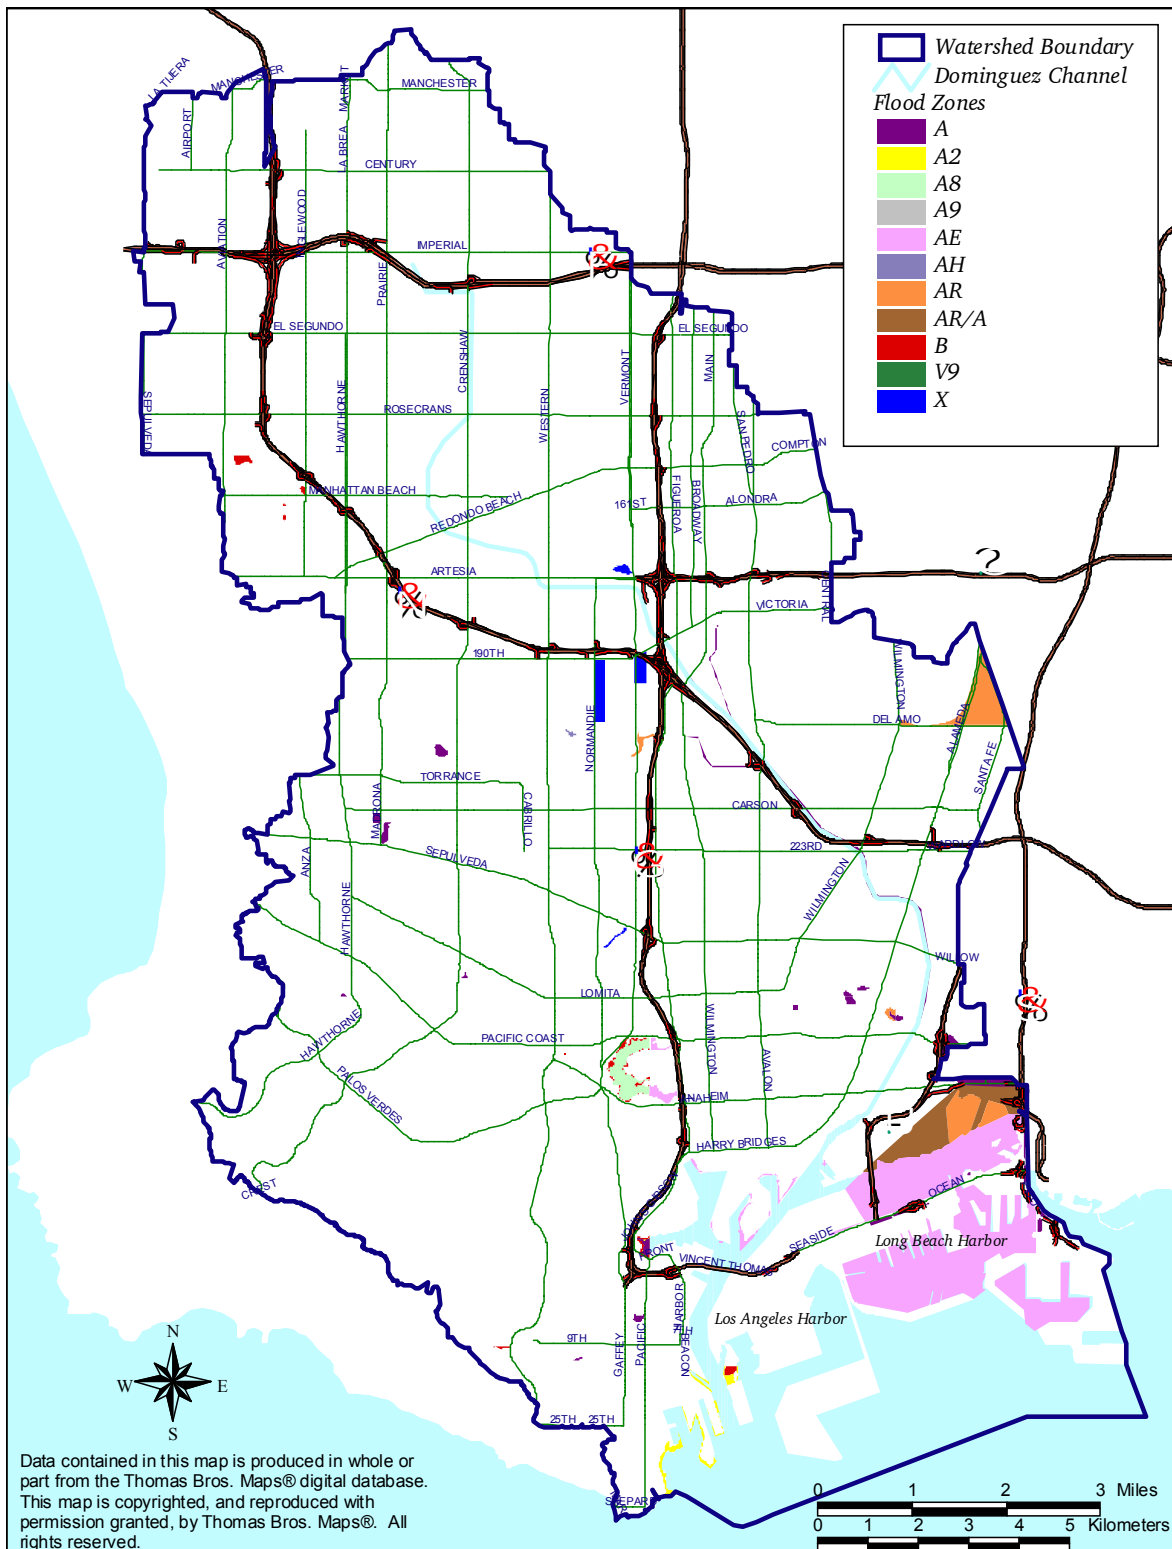 Watershed Boundary
Dominguez Channel
Flood Zones
A
A2
A8
A9
AE
AH
AR
AR/A
B
V9
X
LA TIJERA
MANCHESTER
MARKET
MANCHESTER
AIRPORT
LA BREA
CENTURY
AVIATION
INGLEWOOD
IMPERIAL
PRAIRIE
EL SEGUNDO
EL SEGUNDO
CRENSHAW
VERMONT
MAIN
SEPULVEDA
HAWTHORNE
ROSECRANS
WESTERN
SAN PEDRO
COMPTON
MANHATTAN BEACH
REDONDO BEACH
161ST
FIGUEROA
BROADWAY
ALONDRA
ARTESIA
VICTORIA
CENTRAL
190TH
WILMINGTON
NORMANDIE
DEL AMO
ALAMEDA
SANTA FE
TORRANCE
MADRONA
CABRILLO
CARSON
ANZA
SEPULVEDA
223RD
WILMINGTON
HAWTHORNE
WILLOW
LOMITA
HAWTHORNE
PACIFIC COAST
WILMINGTON
AVALON
PALOS VERDES
ANAHEIM
HARRY BRIDGES
CREST
OCEAN
SEASIDE
Long Beach Harbor
FRONT
VINCENT THOMAS
HARBOR
Los Angeles Harbor
9TH
7TH
GAFFEY
PACIFIC
BEACON
25TH
25TH
N
W
E
S
Data contained in this map is produced in whole or
part from the Thomas Bros. Maps® digital database.
This map is copyrighted, and reproduced with
permission granted, by Thomas Bros. Maps®.  All
rights reserved.
0 1 2 3 Miles
0 1 2 3 4 5 Kilometers